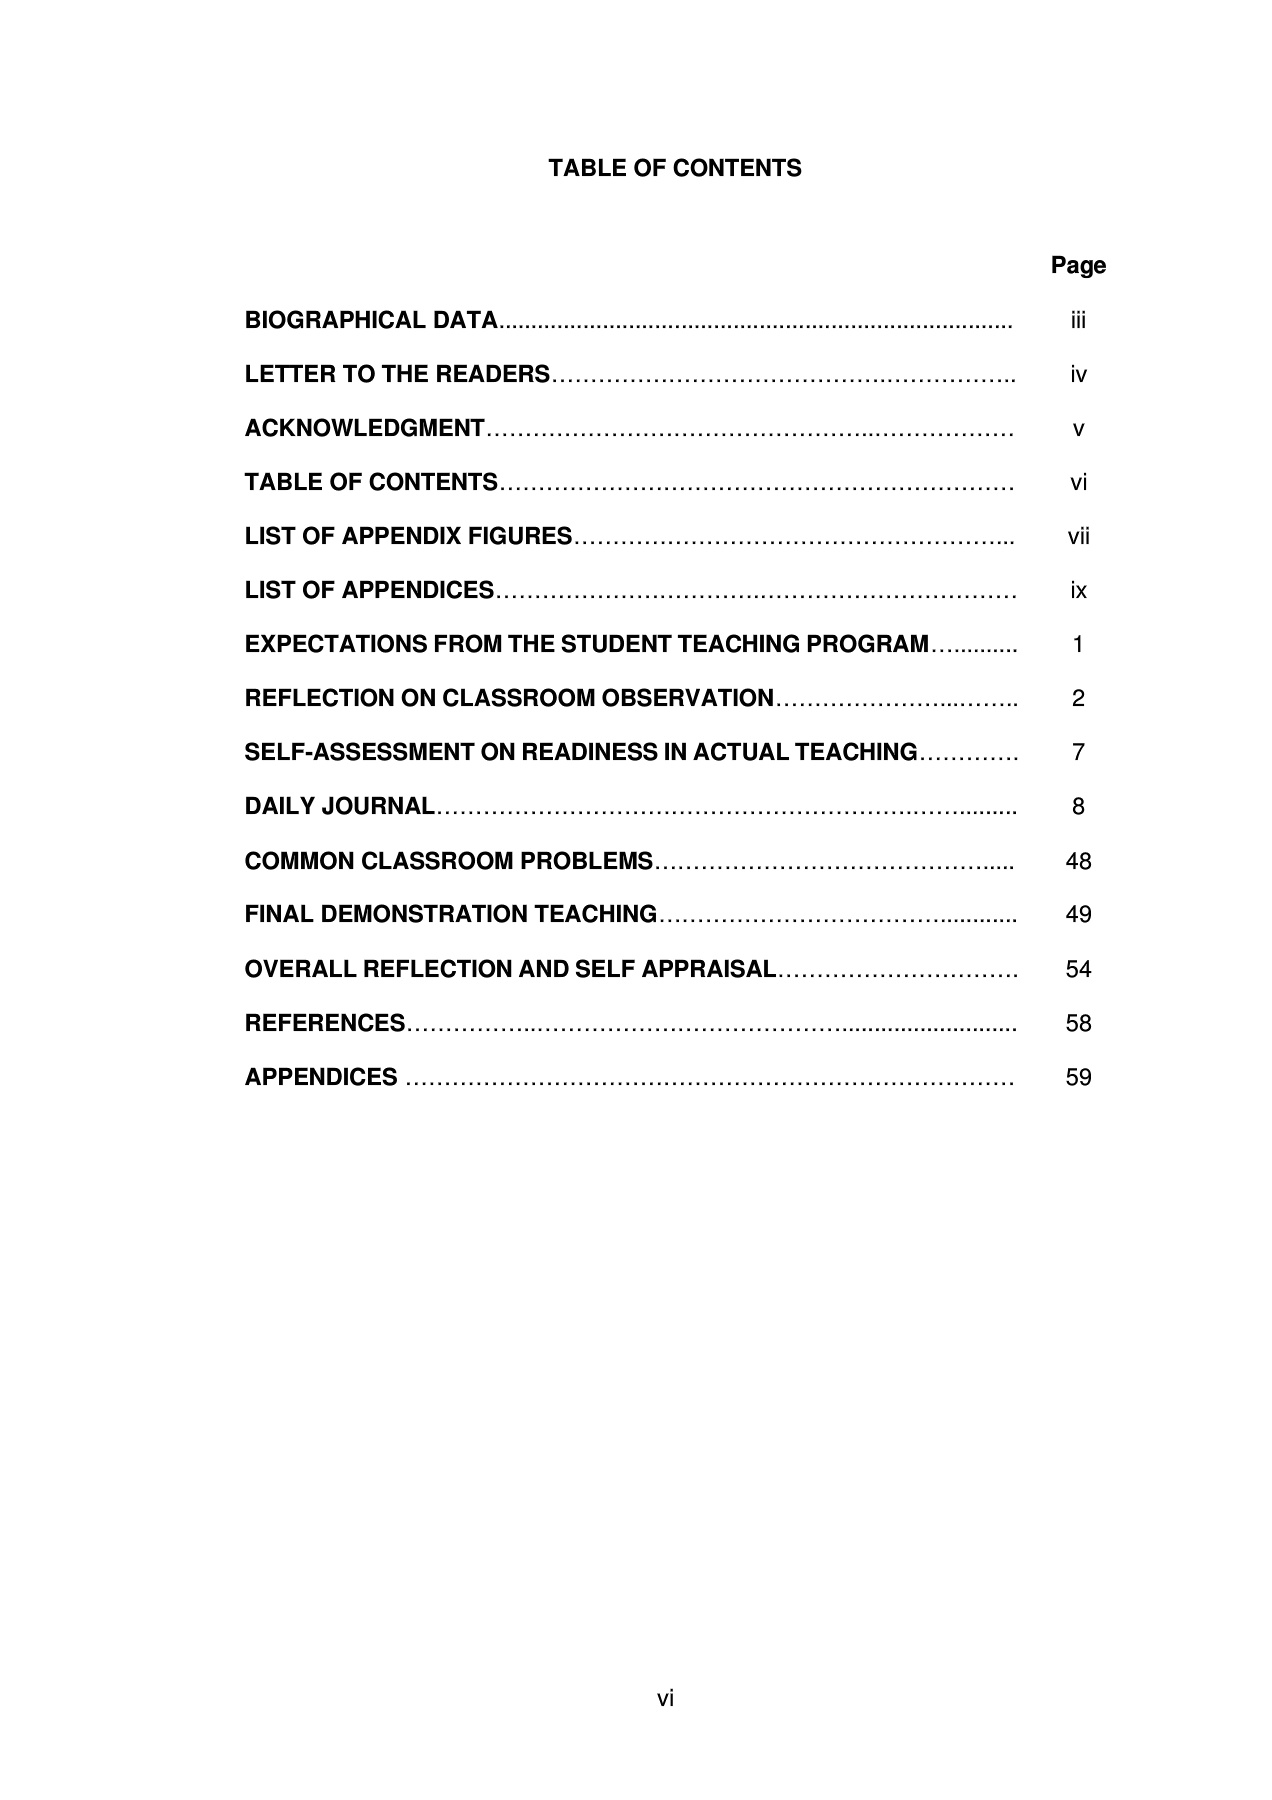 TABLE OF CONTENTS
Page
BIOGRAPHICAL DATA............................................................................... iii
LETTER TO THE READERS…………………………………….…………….. iv
ACKNOWLEDGMENT…………………………………………..……………… v
TABLE OF CONTENTS………………………………………………………… vi
LIST OF APPENDIX FIGURES………………………………………………... vii
LIST OF APPENDICES…………………………….…………………………… ix
EXPECTATIONS FROM THE STUDENT TEACHING PROGRAM….......... 1
REFLECTION ON CLASSROOM OBSERVATION…………………..…….. 2
SELF-ASSESSMENT ON READINESS IN ACTUAL TEACHING…………. 7
DAILY JOURNAL…………………………………………………….……......... 8
COMMON CLASSROOM PROBLEMS……………………………………..... 48
FINAL DEMONSTRATION TEACHING………………………………............ 49
OVERALL REFLECTION AND SELF APPRAISAL…………………………. 54
REFERENCES……………..…………………………………........................... 58
APPENDICES …………………………………………………………………… 59
vi